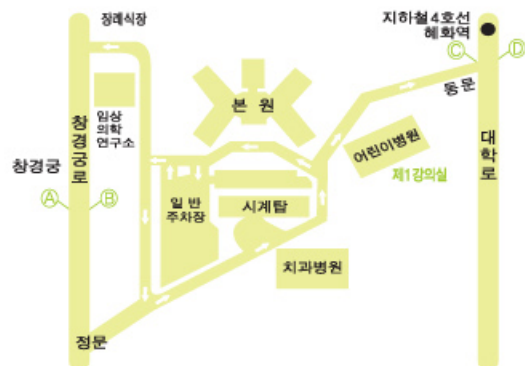 장례식장
지하철4호선
혜화역
Ⓒ
Ⓓ
동문
본 원
임상
의학
연구소
창경궁로
창경궁
Ⓐ
Ⓑ
어린이병원
제1강의실
대학로
일 반
주차장
시계탑
치과병원
정문